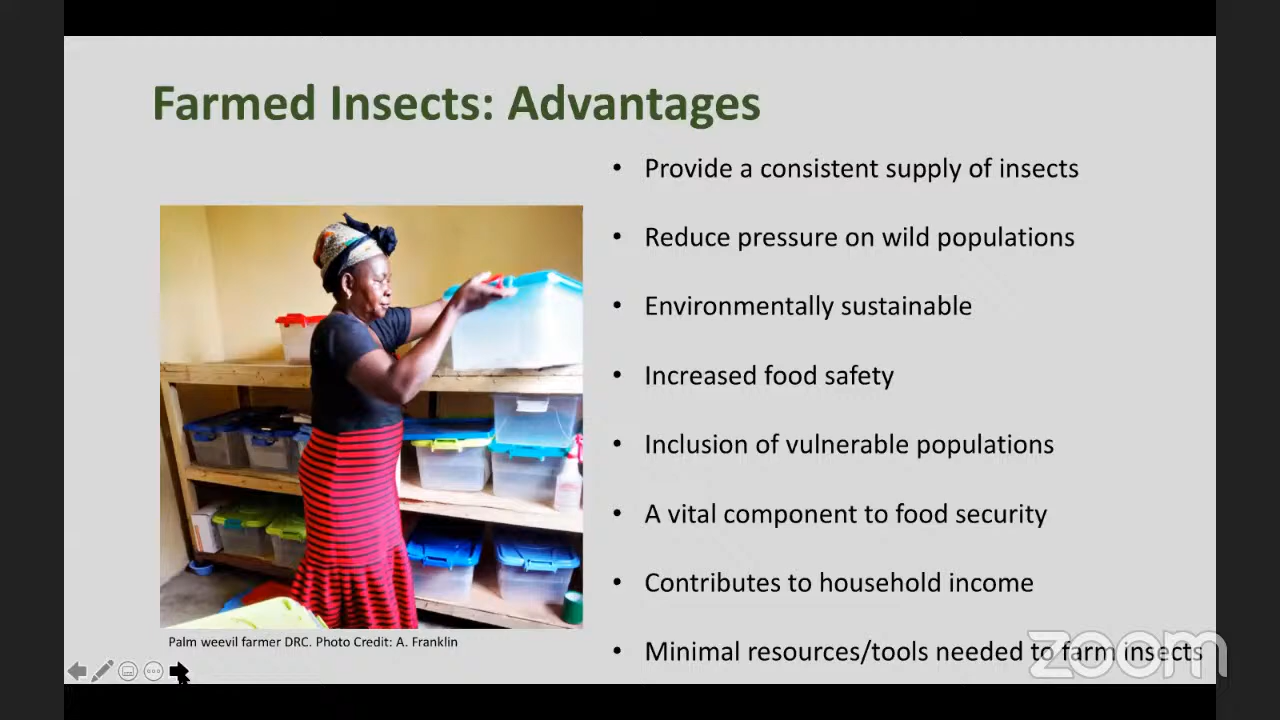 Farmed Insects: Advantages
• Provide a consistent supply of insects
• Reduce pressure on wild populations
• Environmentally sustainable
• Increased food safety
• Inclusion of vulnerable populations
• A vital component to food security
• Contributes to household income
• Minimal resources/tools needed to farm insects
Palm weevil farmer DRC. Photo Credit: A. Franklin
zoom